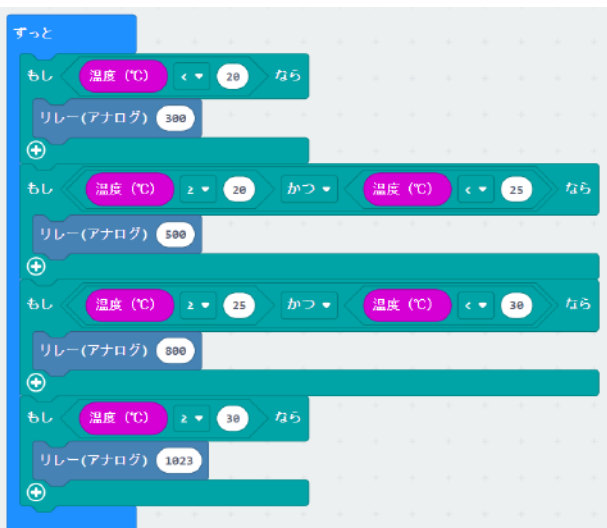 ずっと
もし 温度 (℃) < ▼ 20 なら
リレー(アナログ) 300
もし 温度 (℃) ≥ ▼ 20 かつ ▼ 温度 (℃) < ▼ 25 なら
リレー(アナログ) 500
もし 温度 (℃) ≥ ▼ 25 かつ ▼ 温度 (℃) < ▼ 30 なら
リレー(アナログ) 800
もし 温度 (℃) ≥ ▼ 30 なら
リレー(アナログ) 1023